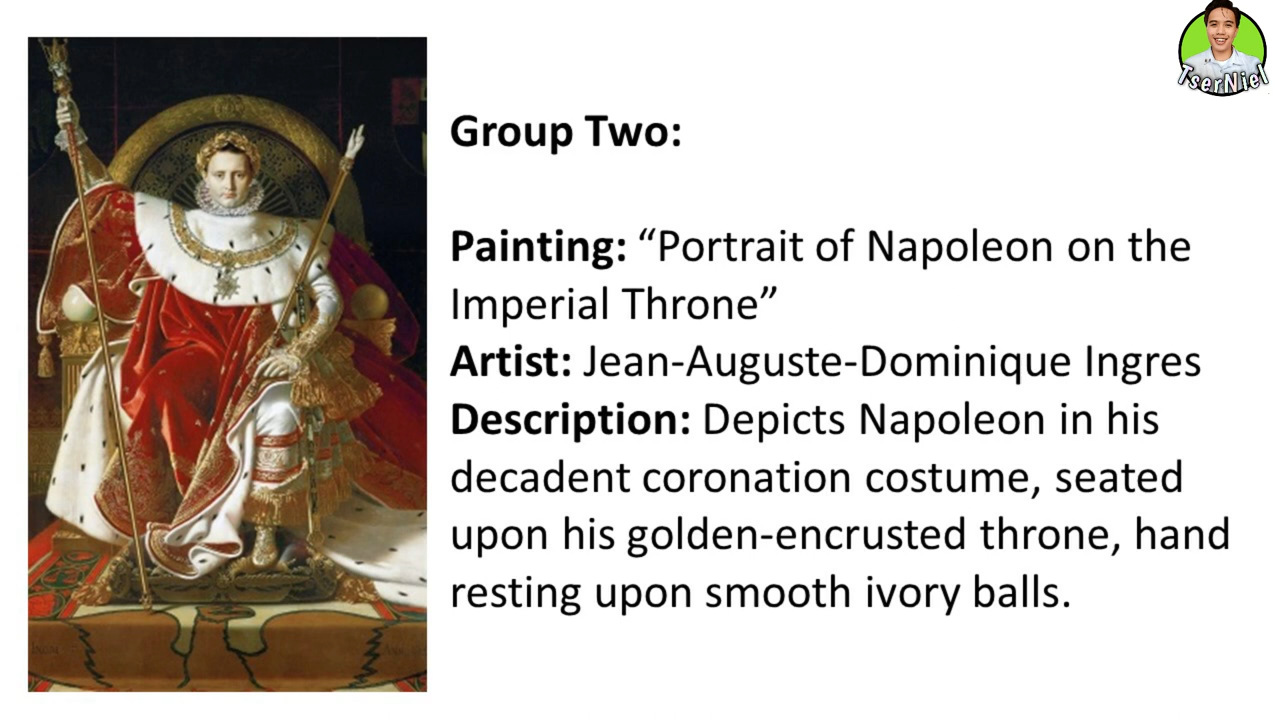 TserNiel
Group Two:
Painting: “Portrait of Napoleon on the
Imperial Throne”
Artist: Jean-Auguste-Dominique Ingres
Description: Depicts Napoleon in his
decadent coronation costume, seated
upon his golden-encrusted throne, hand
resting upon smooth ivory balls.